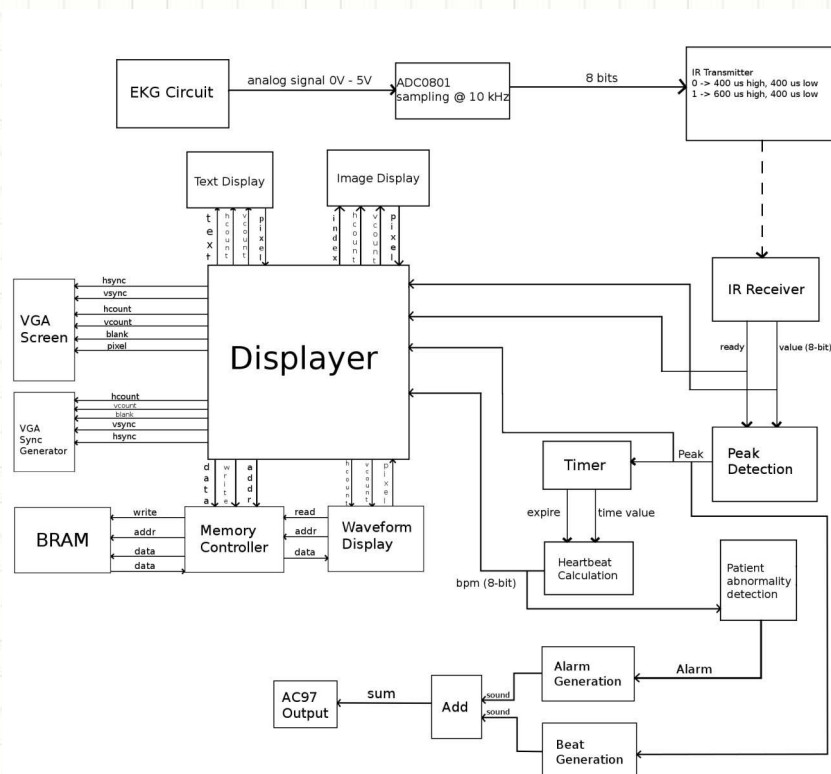 EKG Circuit
analog signal 0V - 5V
ADC0801
sampling @ 10 kHz
8 bits
IR Transmitter
0 -> 400 us high, 400 us low
1 -> 600 us high, 400 us low
Text Display
Image Display
text
hcount
vcount
pixel
index
hcount
vcount
pixel
IR Receiver
ready
value (8-bit)
VGA
Screen
hsync
vsync
hcount
vcount
blank
pixel
Displayer
VGA
Sync
Generator
hcount
vcount
blank
vsync
hsync
Peak
Detection
Peak
Timer
expire
time value
data
write
addr
hcount
vcount
pixel
BRAM
write
addr
data
data
Memory
Controller
read
addr
data
Waveform
Display
Heartbeat
Calculation
bpm (8-bit)
Patient
abnormality
detection
Alarm
Alarm
Generation
sound
sound
Add
sum
AC97
Output
Beat
Generation